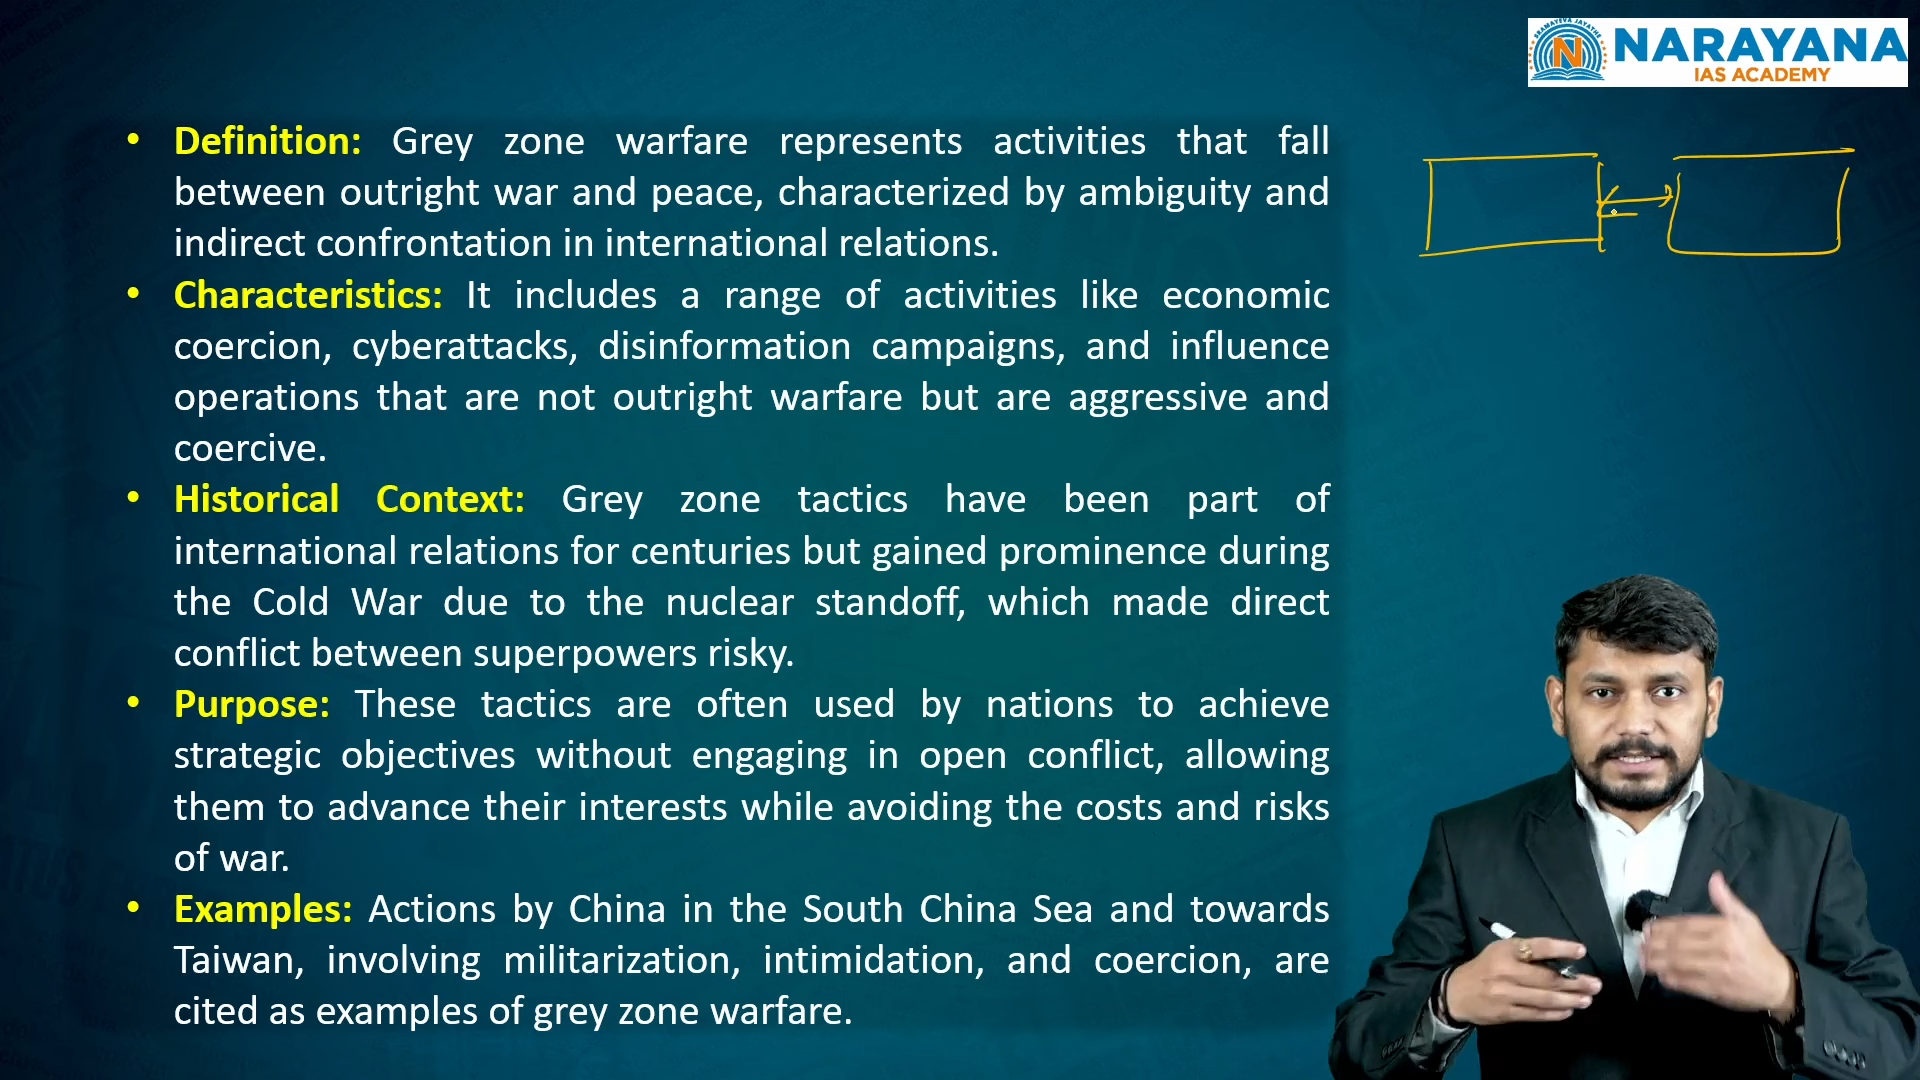 NARAYANA
IAS ACADEMY
• Definition: Grey zone warfare represents activities that fall
between outright war and peace, characterized by ambiguity and
indirect confrontation in international relations.
• Characteristics: It includes a range of activities like economic
coercion, cyberattacks, disinformation campaigns, and influence
operations that are not outright warfare but are aggressive and
coercive.
• Historical Context: Grey zone tactics have been part of
international relations for centuries but gained prominence during
the Cold War due to the nuclear standoff, which made direct
conflict between superpowers risky.
• Purpose: These tactics are often used by nations to achieve
strategic objectives without engaging in open conflict, allowing
them to advance their interests while avoiding the costs and risks
of war.
• Examples: Actions by China in the South China Sea and towards
Taiwan, involving militarization, intimidation, and coercion, are
cited as examples of grey zone warfare.